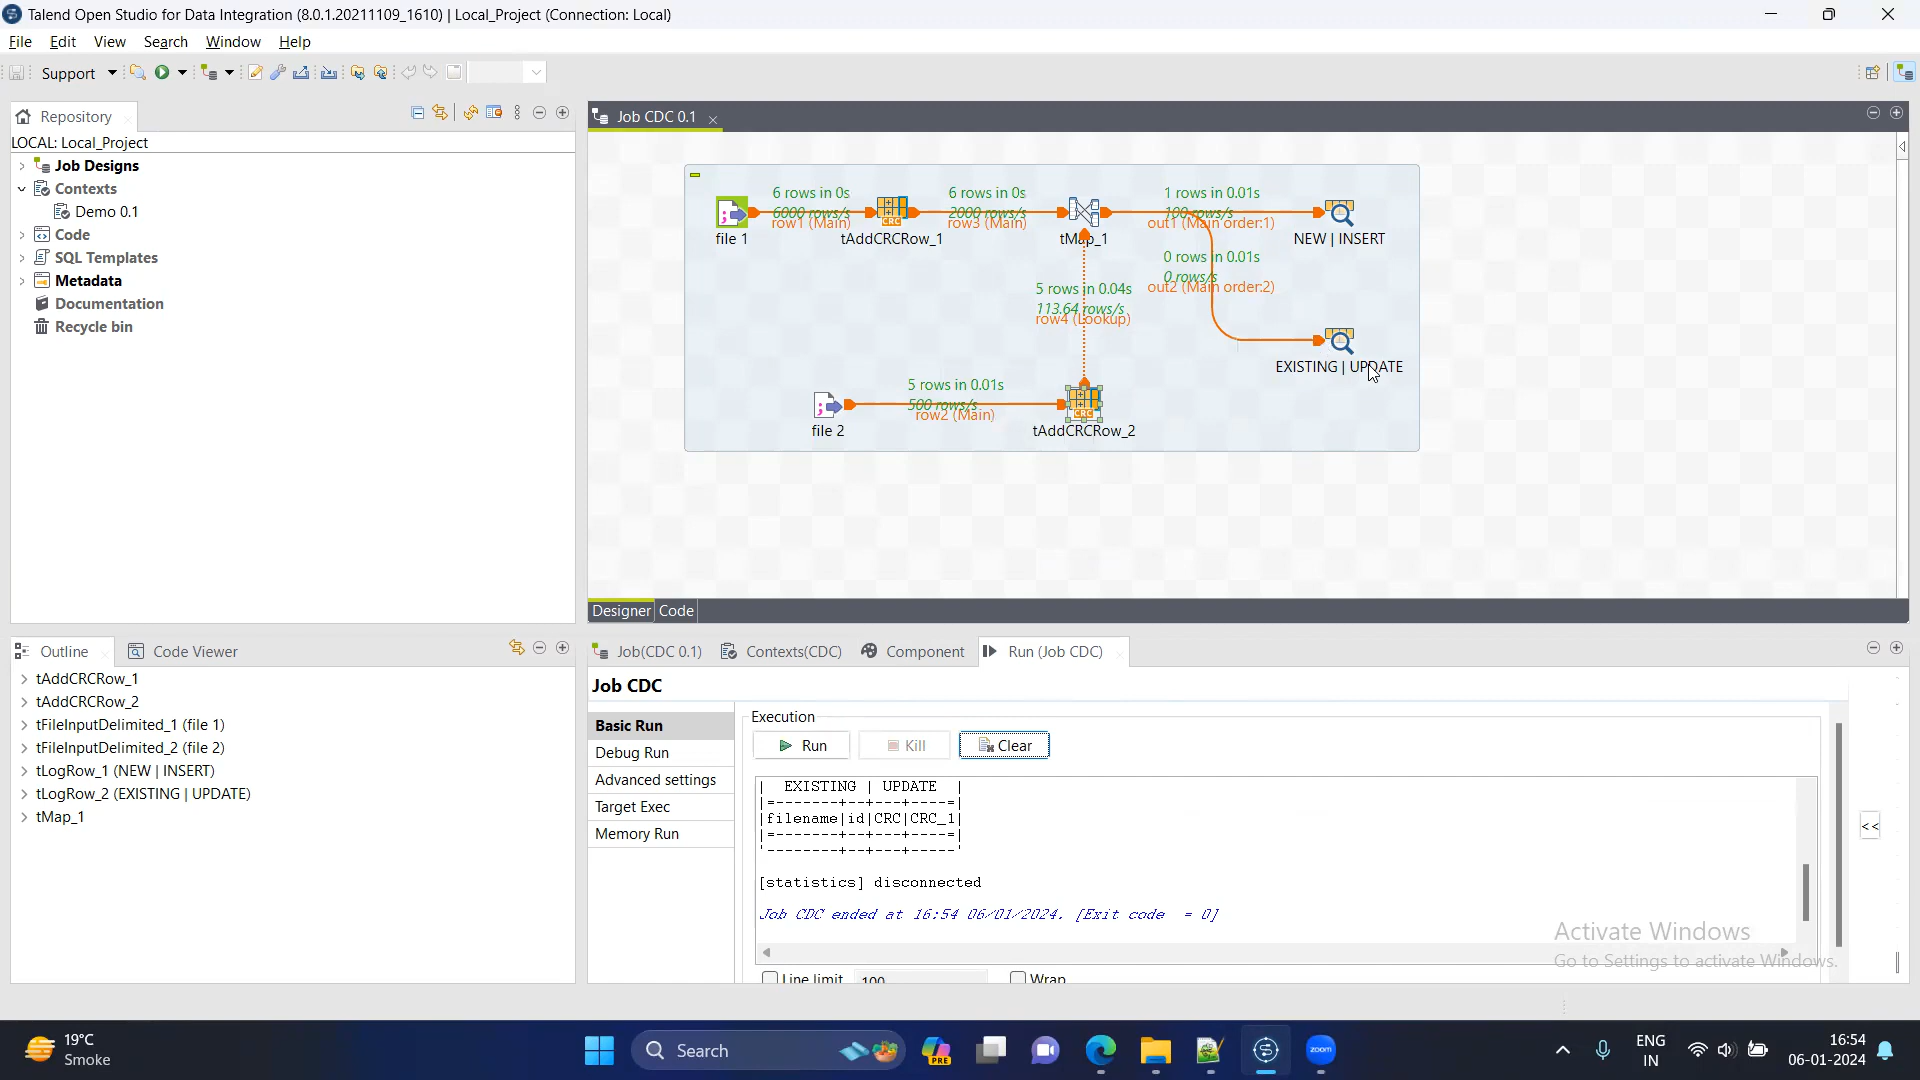 Talend Open Studio for Data Integration (8.0.1.20211109_1610) | Local_Project (Connection: Local)
File Edit View Search Window Help
Support
Repository
LOCAL: Local_Project
Job Designs
Contexts
Demo 0.1
Code
SQL Templates
Metadata
Documentation
Recycle bin
Job CDC 0.1
6 rows in 0s
6000 rows/s
row1 (Main)
6 rows in 0s
2000 rows/s
row3 (Main)
1 rows in 0.01s
100 rows/s
out1 (Main order:1)
file 1
tAddCRCRow_1
tMap_1
NEW | INSERT
0 rows in 0.01s
0 rows/s
out2 (Main order:2)
5 rows in 0.04s
113.64 rows/s
row4 (Lookup)
EXISTING | UPDATE
5 rows in 0.01s
500 rows/s
row2 (Main)
file 2
tAddCRCRow_2
Designer Code
Outline Code Viewer
tAddCRCRow_1
tAddCRCRow_2
tFileInputDelimited_1 (file 1)
tFileInputDelimited_2 (file 2)
tLogRow_1 (NEW | INSERT)
tLogRow_2 (EXISTING | UPDATE)
tMap_1
Job(CDC 0.1) Contexts(CDC) Component Run (Job CDC)
Job CDC
Basic Run
Debug Run
Advanced settings
Target Exec
Memory Run
Execution
Run Kill Clear
| EXISTING | UPDATE |
|=-------+--+---+----=|
|filename|id|CRC|CRC_1|
|=-------+--+---+----=|
'--------+--+---+-----'
[statistics] disconnected
Job CDC ended at 16:54 06/01/2024. [Exit code = 0]
Line limit 100 Wrap
<<
Activate Windows
Go to Settings to activate Windows.
19°C
Smoke
Search
PRE
zoom
ENG
IN
16:54
06-01-2024